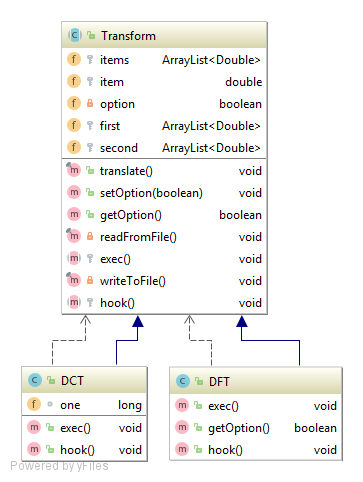 Transform
items ArrayList<Double>
item double
option boolean
first ArrayList<Double>
second ArrayList<Double>
translate() void
setOption(boolean) void
getOption() boolean
readFromFile() void
exec() void
writeToFile() void
hook() void
DCT
one long
exec() void
hook() void
DFT
exec() void
getOption() boolean
hook() void
Powered by yFiles